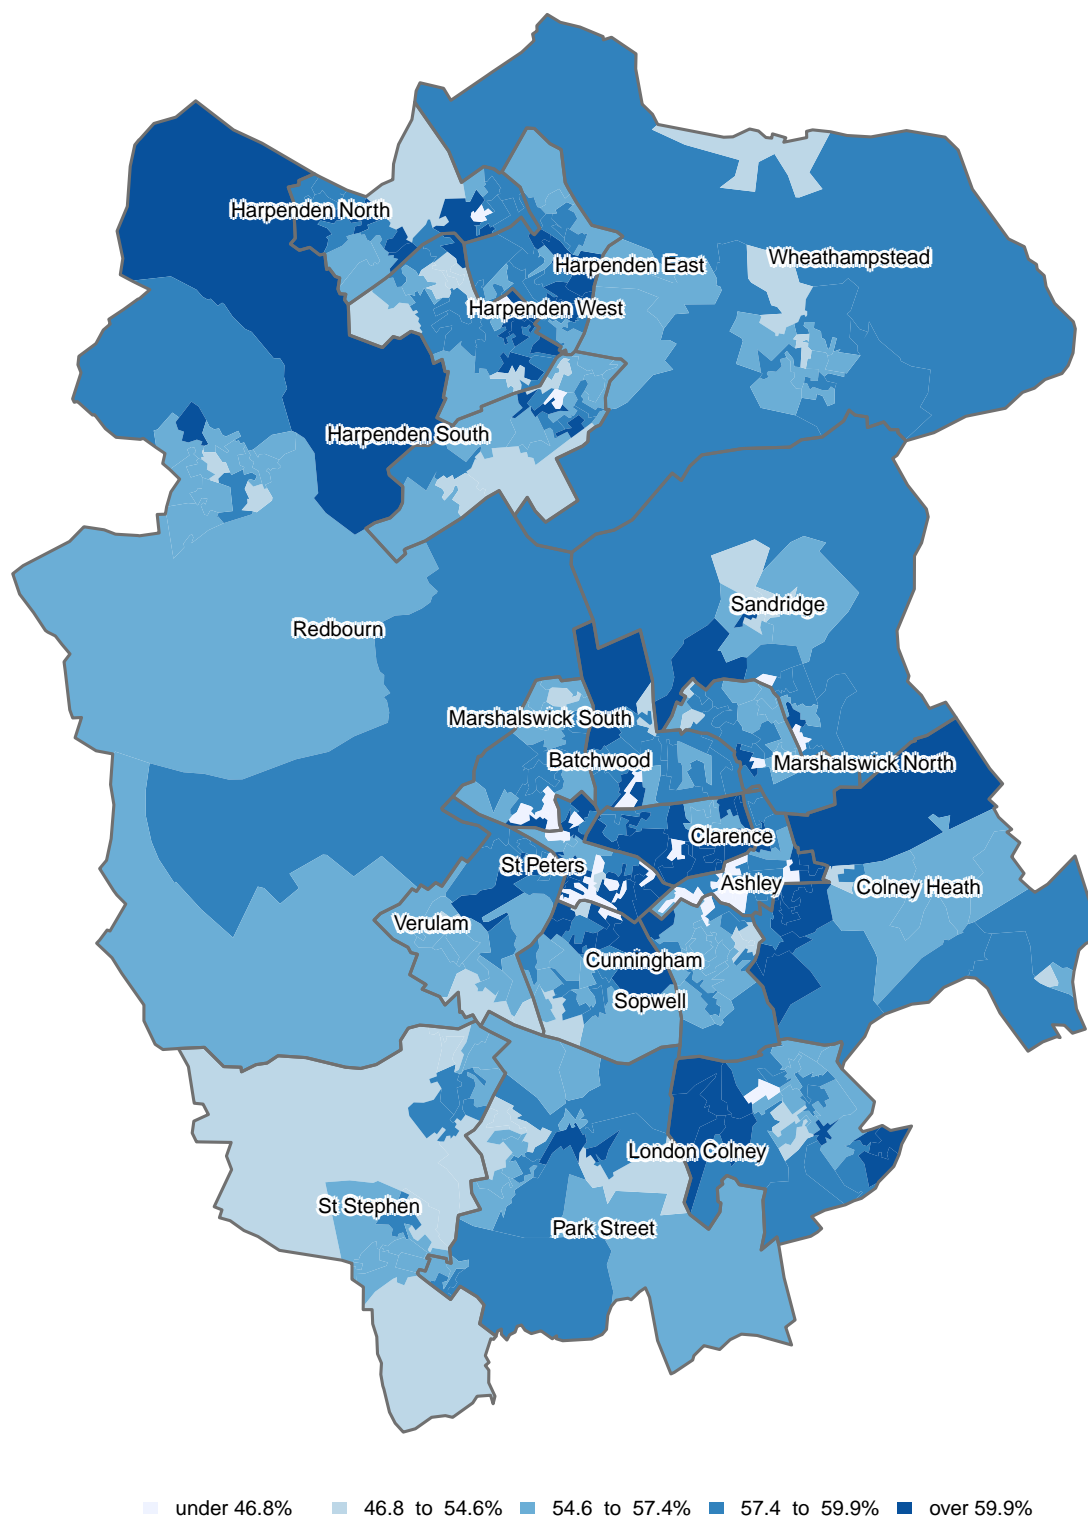 Harpenden North
Wheathampstead
Harpenden East
Harpenden West
Harpenden South
Sandridge
Redbourn
Marshalswick South
Batchwood
Marshalswick North
Clarence
St Peters
Ashley
Colney Heath
Verulam
Cunningham
Sopwell
London Colney
St Stephen
Park Street
under 46.8% 46.8 to 54.6% 54.6 to 57.4% 57.4 to 59.9% over 59.9%